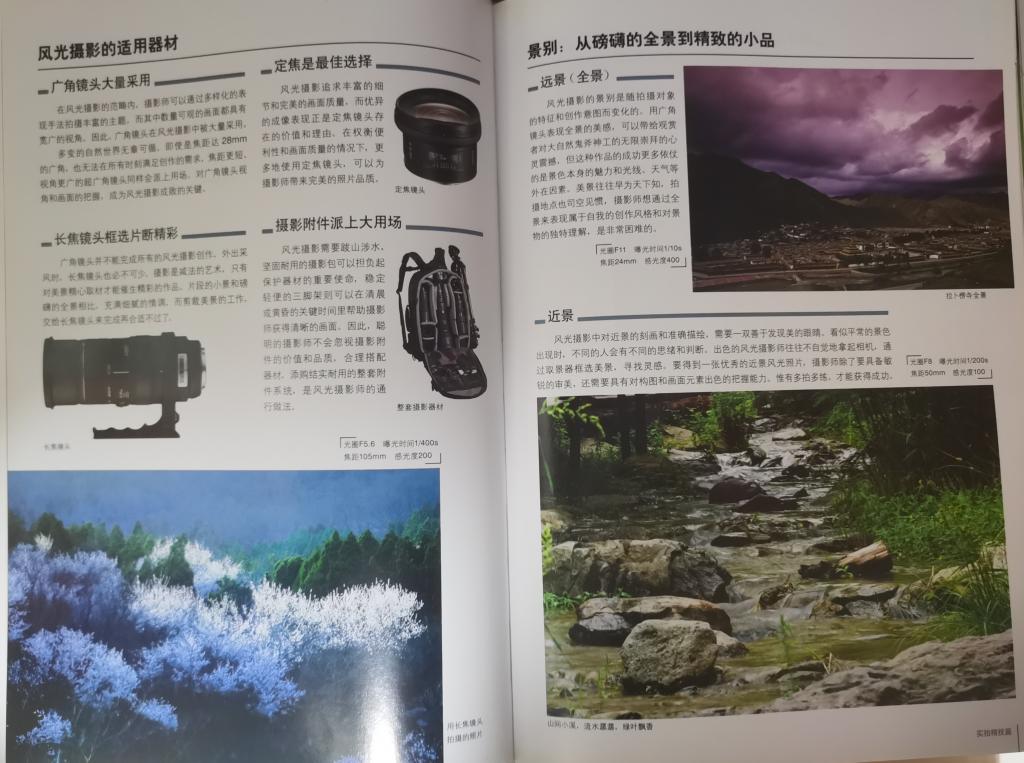 风光摄影的适用器材
广角镜头大量采用
在风光摄影的范畴内，摄影师可以通过多样化的表
现手法拍摄丰富的主题，而其中数量可观的画面都具有
宽广的视角。因此，广角镜头在风光摄影中被大量采用。
多变的自然世界无章可循，即使是焦距达28mm
的广角，也无法在所有时刻满足创作的需求，焦距更短、
视角更广的超广角镜头同样会派上用场。对广角镜头视
角和画面的把握，成为风光摄影成败的关键。
长焦镜头框选片断精彩
广角镜头并不能完成所有的风光摄影创作。外出采
风时，长焦镜头也必不可少。摄影是减法的艺术，只有
对美景精心取材才能催生精彩的作品。片段的小景和磅
礴的全景相比，充满细腻的情调，而剪裁美景的工作，
交给长焦镜头来完成再合适不过了。
长焦镜头
定焦是最佳选择
风光摄影追求丰富的细
节和完美的画面质量，而优异
的成像表现正是定焦镜头存
在的价值和理由。在权衡便
利性和画面质量的情况下，更
多地使用定焦镜头，可以为
摄影师带来完美的照片品质。
定焦镜头
摄影附件派上大用场
风光摄影需要跋山涉水，
坚固耐用的摄影包可以担负起
保护器材的重要使命，稳定
轻便的三脚架则可以在清晨
或黄昏的关键时里帮助摄影
师获得清晰的画面。因此，聪
明的摄影师不会忽视摄影附
件的价值和品质，合理搭配
器材，添购结实耐用的整套附
件系统，是风光摄影师的通
行做法。
整套摄影器材
光圈F5.6 曝光时间1/400s
焦距105mm 感光度200
用长焦镜头
拍摄的照片
景别：从磅礴的全景到精致的小品
远景（全景）
风光摄影的景别是随拍摄对象
的特征和创作意图而变化的。用广角
镜头表现全景的美感，可以带给观赏
者对大自然鬼斧神工的无限崇拜的心
灵震撼，但这种作品的成功更多依仗
的是景色本身的魅力和光线、天气等
外在因素。美景往往早为天下知，拍
摄地点也司空见惯，摄影师想通过全
景来表现属于自我的创作风格和对景
物的独特理解，是非常困难的。
光圈F11 曝光时间1/10s
焦距24mm 感光度400
拉卜楞寺全景
近景
风光摄影中对近景的刻画和准确描绘，需要一双善于发现美的眼睛。看似平常的景色
出现时，不同的人会有不同的思绪和判断。出色的风光摄影师往往不自觉地拿起相机，通
过取景器框选美景，寻找灵感。要得到一张优秀的近景风光照片，摄影师除了要具备敏
锐的审美，还需要具有对构图和画面元素出色的把握能力。惟有多拍多练，才能获得成功。
光圈F8 曝光时间1/200s
焦距50mm 感光度100
山间小溪，流水潺潺，绿叶飘香
实拍精技篇